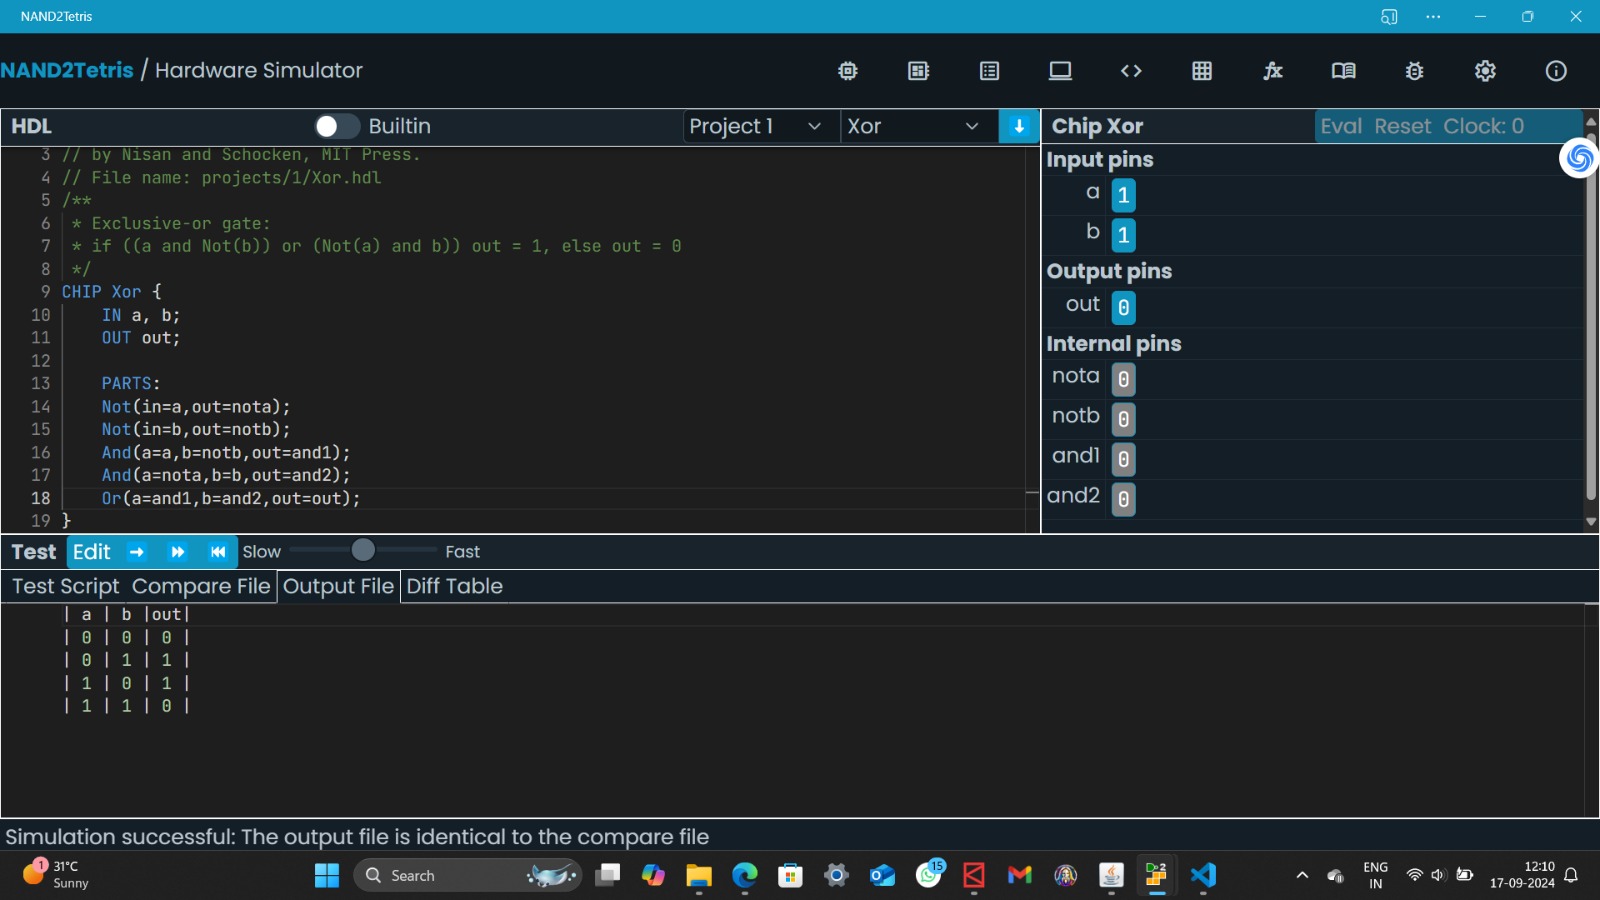 NAND2Tetris
NAND2Tetris / Hardware Simulator
HDL Builtin Project 1 Xor
3 // by Nisan and Schocken, MIT Press.
4 // File name: projects/1/Xor.hdl
5 /**
6 * Exclusive-or gate:
7 * if ((a and Not(b)) or (Not(a) and b)) out = 1, else out = 0
8 */
9 CHIP Xor {
10 IN a, b;
11 OUT out;
12
13 PARTS:
14 Not(in=a,out=nota);
15 Not(in=b,out=notb);
16 And(a=a,b=notb,out=and1);
17 And(a=nota,b=b,out=and2);
18 Or(a=and1,b=and2,out=out);
19 }
Chip Xor Eval Reset Clock: 0
Input pins
a 1
b 1
Output pins
out 0
Internal pins
nota 0
notb 0
and1 0
and2 0
Test Edit Slow Fast
Test Script Compare File Output File Diff Table
| a | b |out|
| 0 | 0 | 0 |
| 0 | 1 | 1 |
| 1 | 0 | 1 |
| 1 | 1 | 0 |
Simulation successful: The output file is identical to the compare file
1 31°C
Sunny
Search
15
ENG
IN
12:10
17-09-2024